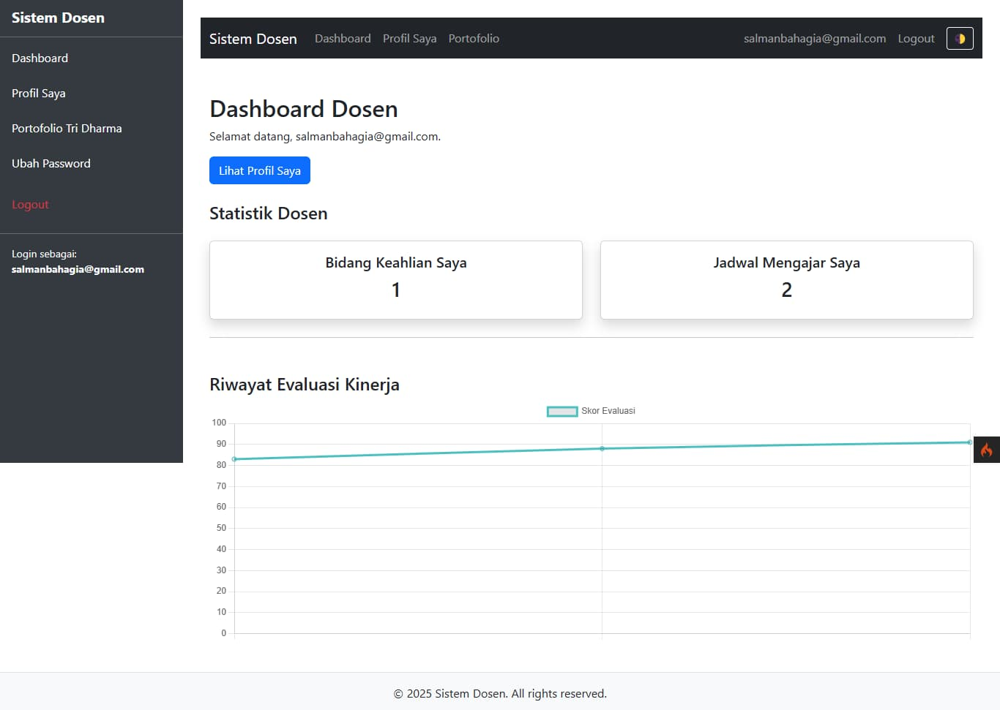 Sistem Dosen
Dashboard
Profil Saya
Portofolio Tri Dharma
Ubah Password
Logout
Login sebagai:
salmanbahagia@gmail.com
Sistem Dosen Dashboard Profil Saya Portofolio salmanbahagia@gmail.com Logout
Dashboard Dosen
Selamat datang, salmanbahagia@gmail.com.
Lihat Profil Saya
Statistik Dosen
Bidang Keahlian Saya
1
Jadwal Mengajar Saya
2
Riwayat Evaluasi Kinerja
Skor Evaluasi
100
90
80
70
60
50
40
30
20
10
0
© 2025 Sistem Dosen. All rights reserved.